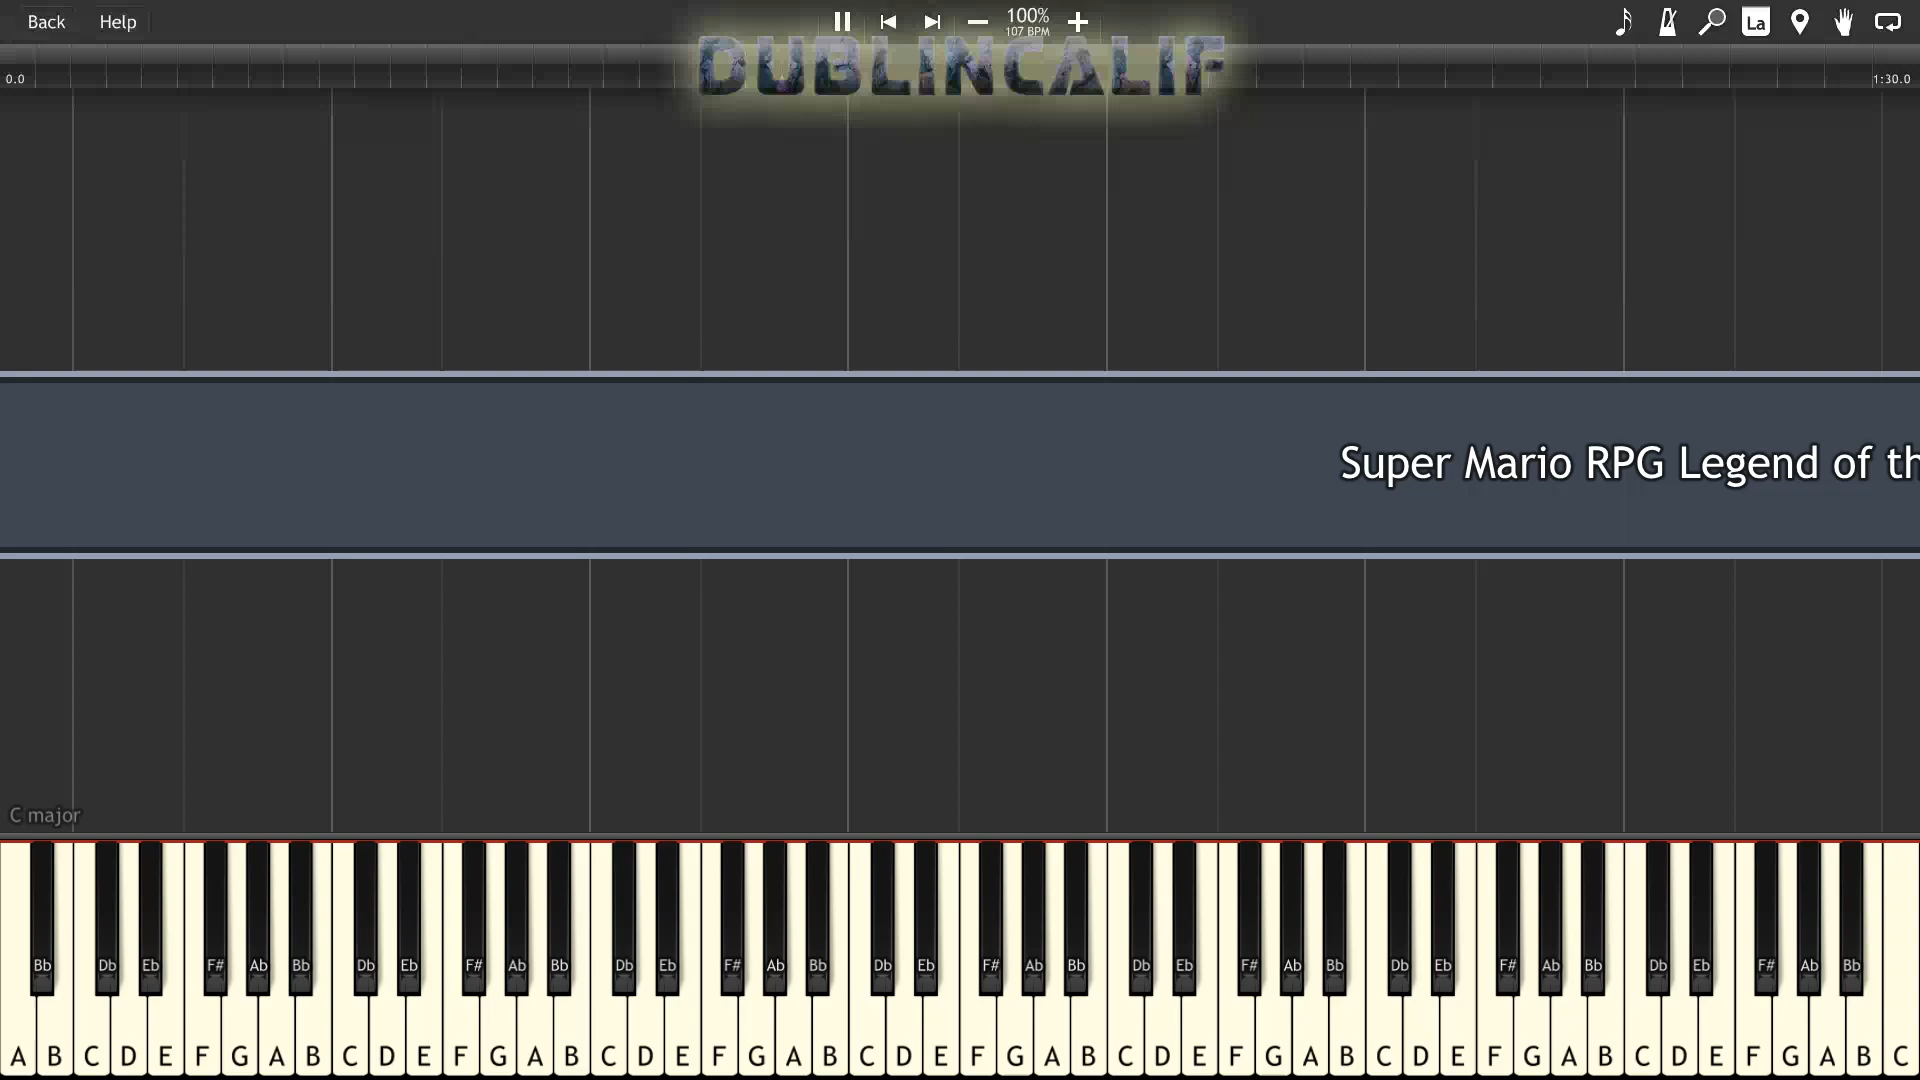 Back Help 100%
107 BPM
La
DUBLINCALIF
0.0 1:30.0
Super Mario RPG Legend of th
C major
Bb Db Eb F# Ab Bb Db Eb F# Ab Bb Db Eb F# Ab Bb Db Eb F# Ab Bb Db Eb F# Ab Bb Db Eb F# Ab Bb Db Eb F# Ab Bb
A B C D E F G A B C D E F G A B C D E F G A B C D E F G A B C D E F G A B C D E F G A B C D E F G A B C